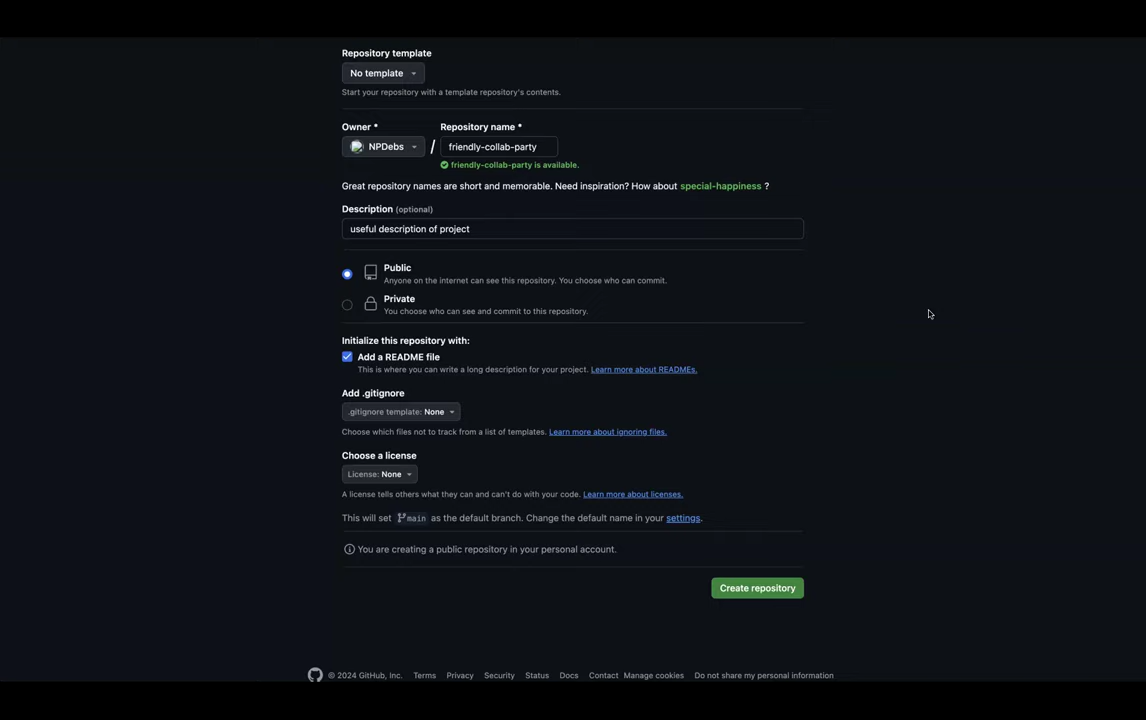 Repository template
No template
Start your repository with a template repository's contents.
Owner * Repository name *
NPDebs / friendly-collab-party
friendly-collab-party is available.
Great repository names are short and memorable. Need inspiration? How about special-happiness ?
Description (optional)
useful description of project
Public
Anyone on the internet can see this repository. You choose who can commit.
Private
You choose who can see and commit to this repository.
Initialize this repository with:
Add a README file
This is where you can write a long description for your project. Learn more about READMEs.
Add .gitignore
.gitignore template: None
Choose which files not to track from a list of templates. Learn more about ignoring files.
Choose a license
License: None
A license tells others what they can and can't do with your code. Learn more about licenses.
This will set main as the default branch. Change the default name in your settings.
You are creating a public repository in your personal account.
Create repository
© 2024 GitHub, Inc. Terms Privacy Security Status Docs Contact Manage cookies Do not share my personal information